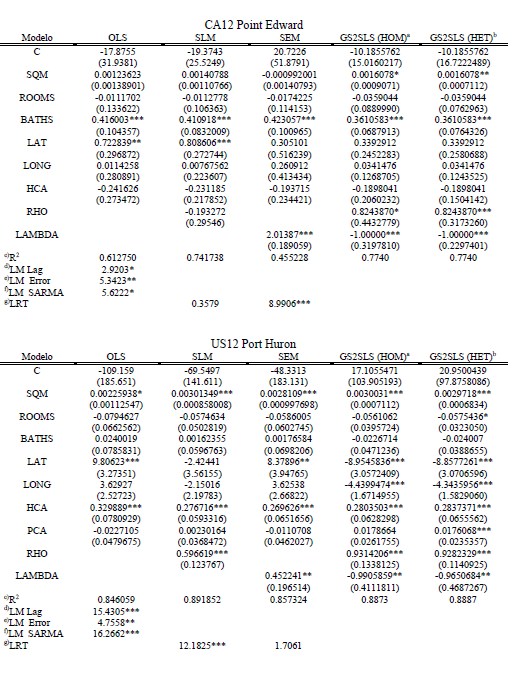 CA12 Point Edward
Modelo OLS SLM SEM GS2SLS (HOM)a GS2SLS (HET)b
C -17.8755 -19.3743 20.7226 -10.1855762 -10.1855762
(31.9381) (25.5249) (51.8791) (15.0160217) (16.7222489)
SQM 0.00123623 0.00140788 -0.000992001 0.0016078* 0.0016078**
(0.00138901) (0.00110766) (0.00140793) (0.0009071) (0.0007112)
ROOMS -0.0111702 -0.0112778 -0.0174225 -0.0359044 -0.0359044
(0.133622) (0.106363) (0.114153) (0.0889990) (0.0762963)
BATHS 0.416003*** 0.410918*** 0.423057*** 0.3610583*** 0.3610583***
(0.104357) (0.0832009) (0.100965) (0.0687913) (0.0764326)
LAT 0.722839** 0.808606*** 0.305101 0.3392912 0.3392912
(0.296872) (0.272744) (0.516239) (0.2452283) (0.2580688)
LONG 0.0114258 0.00767562 0.260912 0.0341476 0.0341476
(0.280891) (0.223607) (0.413434) (0.1268705) (0.1243525)
HCA -0.241626 -0.231185 -0.193715 -0.1898041 -0.1898041
(0.273472) (0.217852) (0.234421) (0.2060232) (0.1504142)
RHO -0.193272 0.8243870* 0.8243870***
(0.29546) (0.4432779) (0.3173260)
LAMBDA 2.01387*** -1.00000*** -1.00000***
(0.189059) (0.3197810) (0.2297401)
c)R2 0.612750 0.741738 0.455228 0.7740 0.7740
d)LM Lag 2.9203*
e)LM Error 5.3423**
f)LM SARMA 5.6222*
g)LRT 0.3579 8.9906***
US12 Port Huron
Modelo OLS SLM SEM GS2SLS (HOM)a GS2SLS (HET)b
C -109.159 -69.5497 -48.3313 17.1055471 20.9500439
(185.651) (141.611) (183.131) (103.905193) (97.8758086)
SQM 0.00225938* 0.00301349*** 0.0028109*** 0.0030031*** 0.0029718***
(0.00112547) (0.000858008) (0.000997698) (0.0007112) (0.0006834)
ROOMS -0.0794627 -0.0574634 -0.0586005 -0.0561062 -0.0575436*
(0.0662562) (0.0502819) (0.0602745) (0.0395724) (0.0323050)
BATHS 0.0240019 0.00162355 0.00176584 -0.0226714 -0.024007
(0.0785831) (0.0596763) (0.0698206) (0.0471236) (0.0388655)
LAT 9.80623*** -2.42441 8.37896** -8.9545836*** -8.8577261***
(3.27351) (3.56155) (3.94765) (3.0572409) (3.0706596)
LONG 3.62927 -2.15016 3.62538 -4.4399474*** -4.3435956***
(2.52723) (2.19783) (2.66822) (1.6714955) (1.5829060)
HCA 0.329889*** 0.276716*** 0.269626*** 0.2803503*** 0.2837371***
(0.0780929) (0.0593316) (0.0651656) (0.0628298) (0.0655562)
PCA -0.0227105 0.00230164 -0.0110708 0.0178664 0.0176068***
(0.0479675) (0.0368472) (0.0462027) (0.0261755) (0.0235357)
RHO 0.596619*** 0.9314206*** 0.9282329***
(0.123767) (0.1338125) (0.1140925)
LAMBDA 0.452241** -0.9905859** -0.9650684**
(0.196514) (0.4111811) (0.4687267)
c)R2 0.846059 0.891852 0.857324 0.8873 0.8887
d)LM Lag 15.4305***
e)LM Error 4.7558**
f)LM SARMA 16.2662***
g)LRT 12.1825*** 1.7061